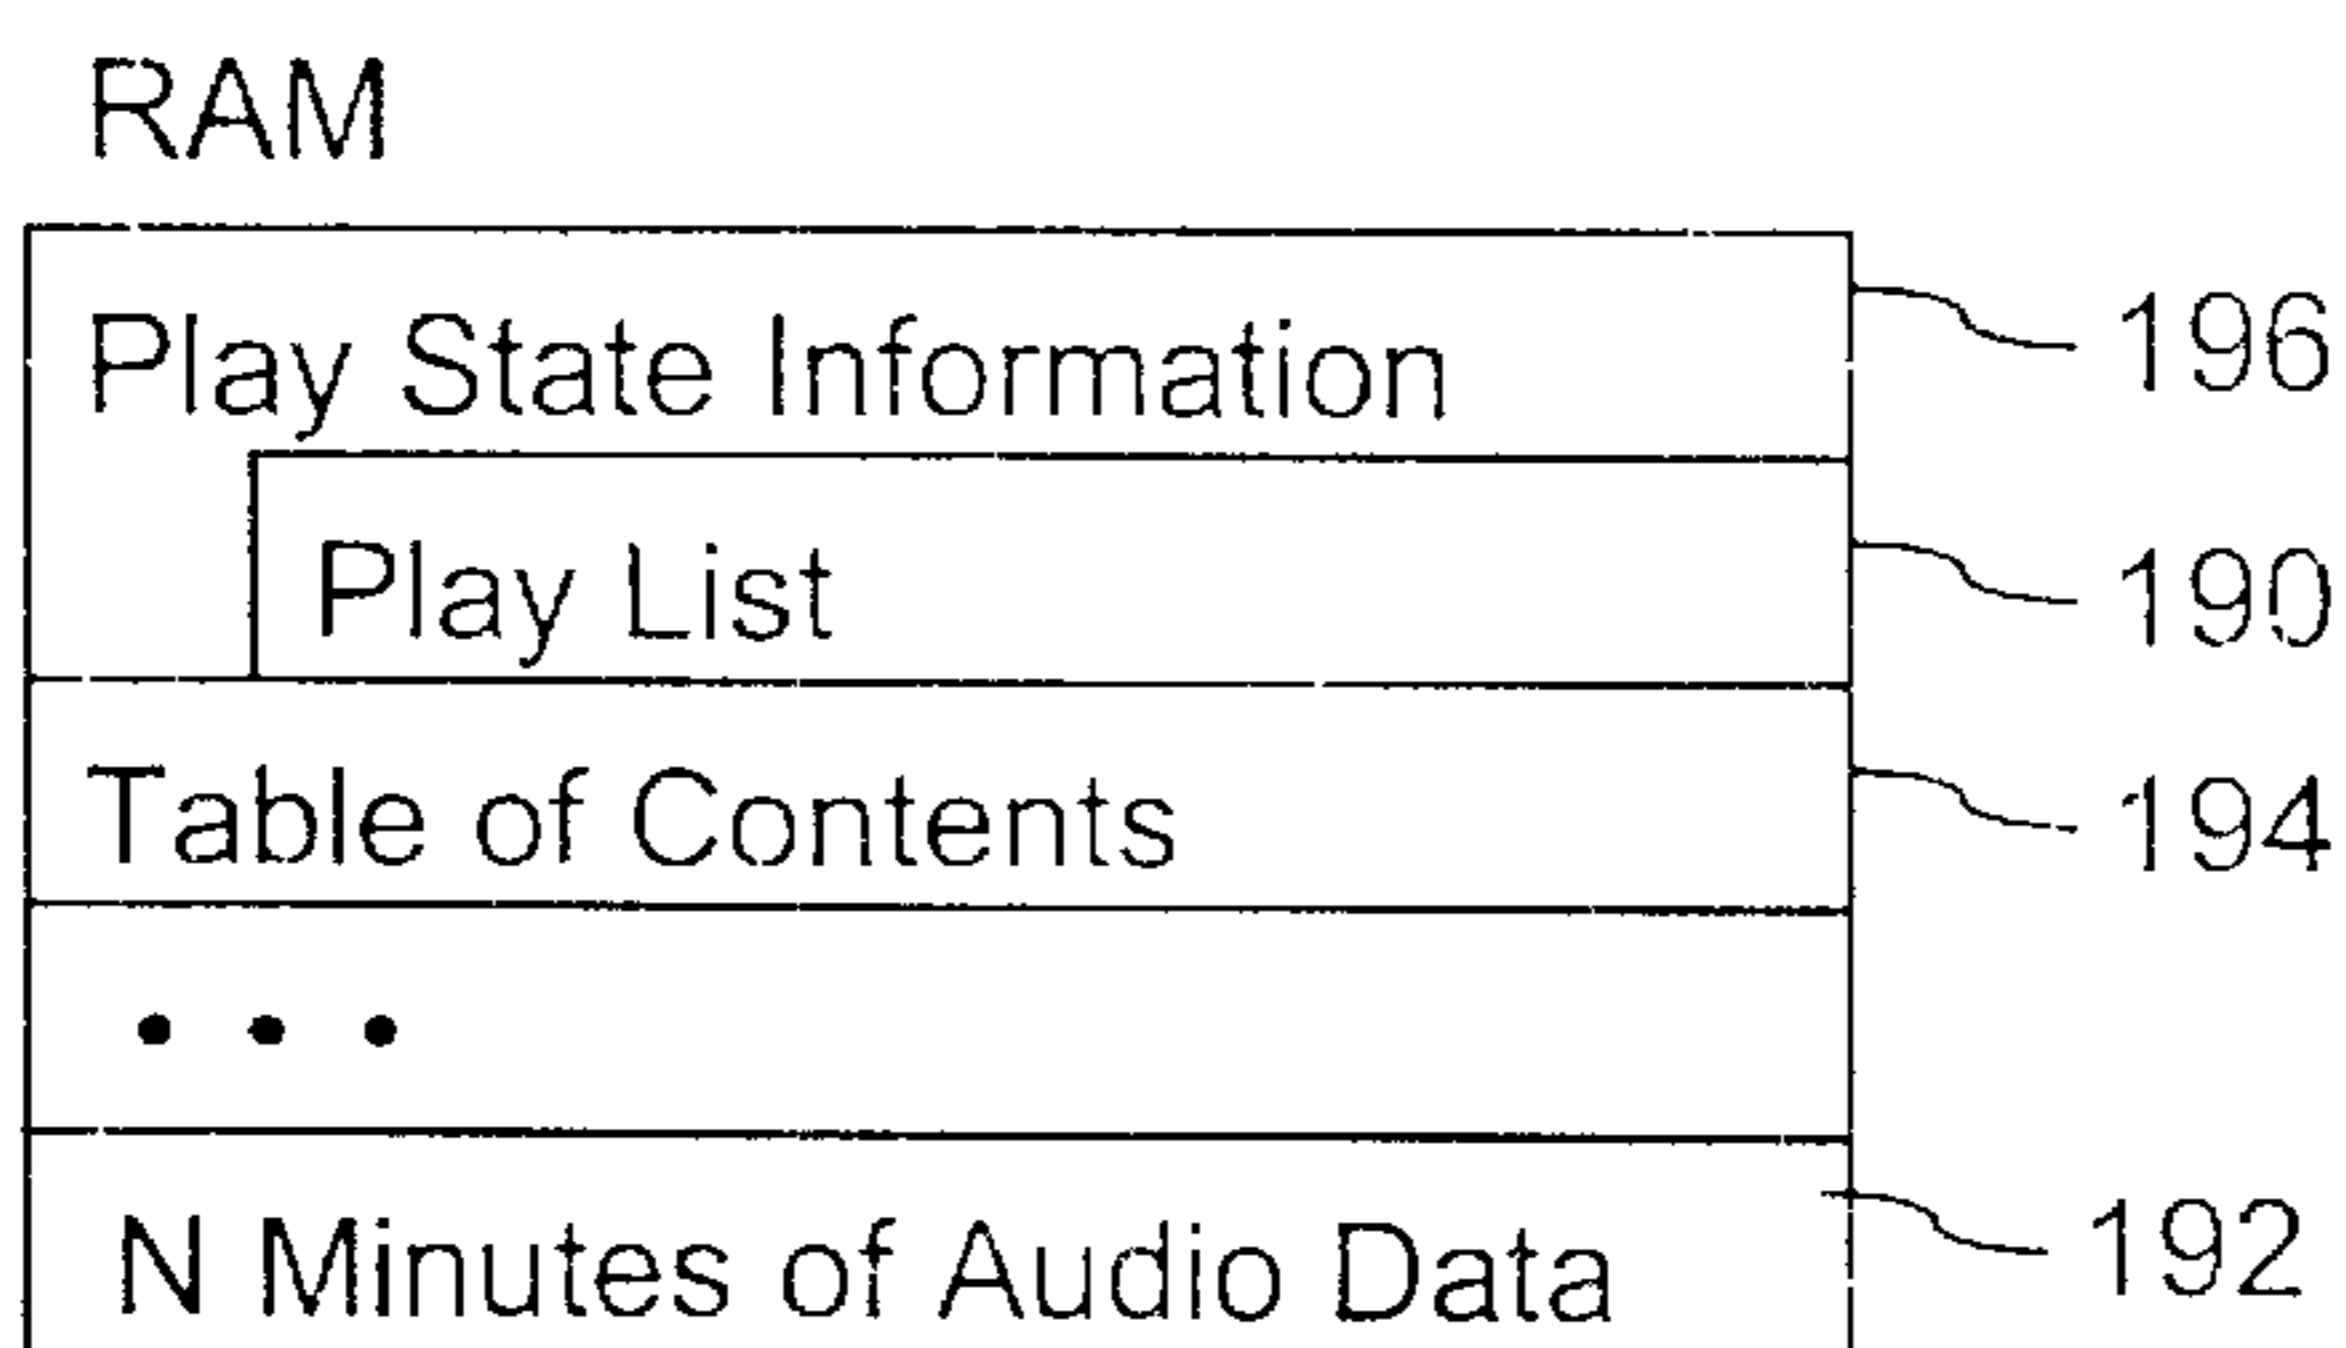 RAM
Play State Information 196
Play List 190
Table of Contents 194
• • •
N Minutes of Audio Data 192